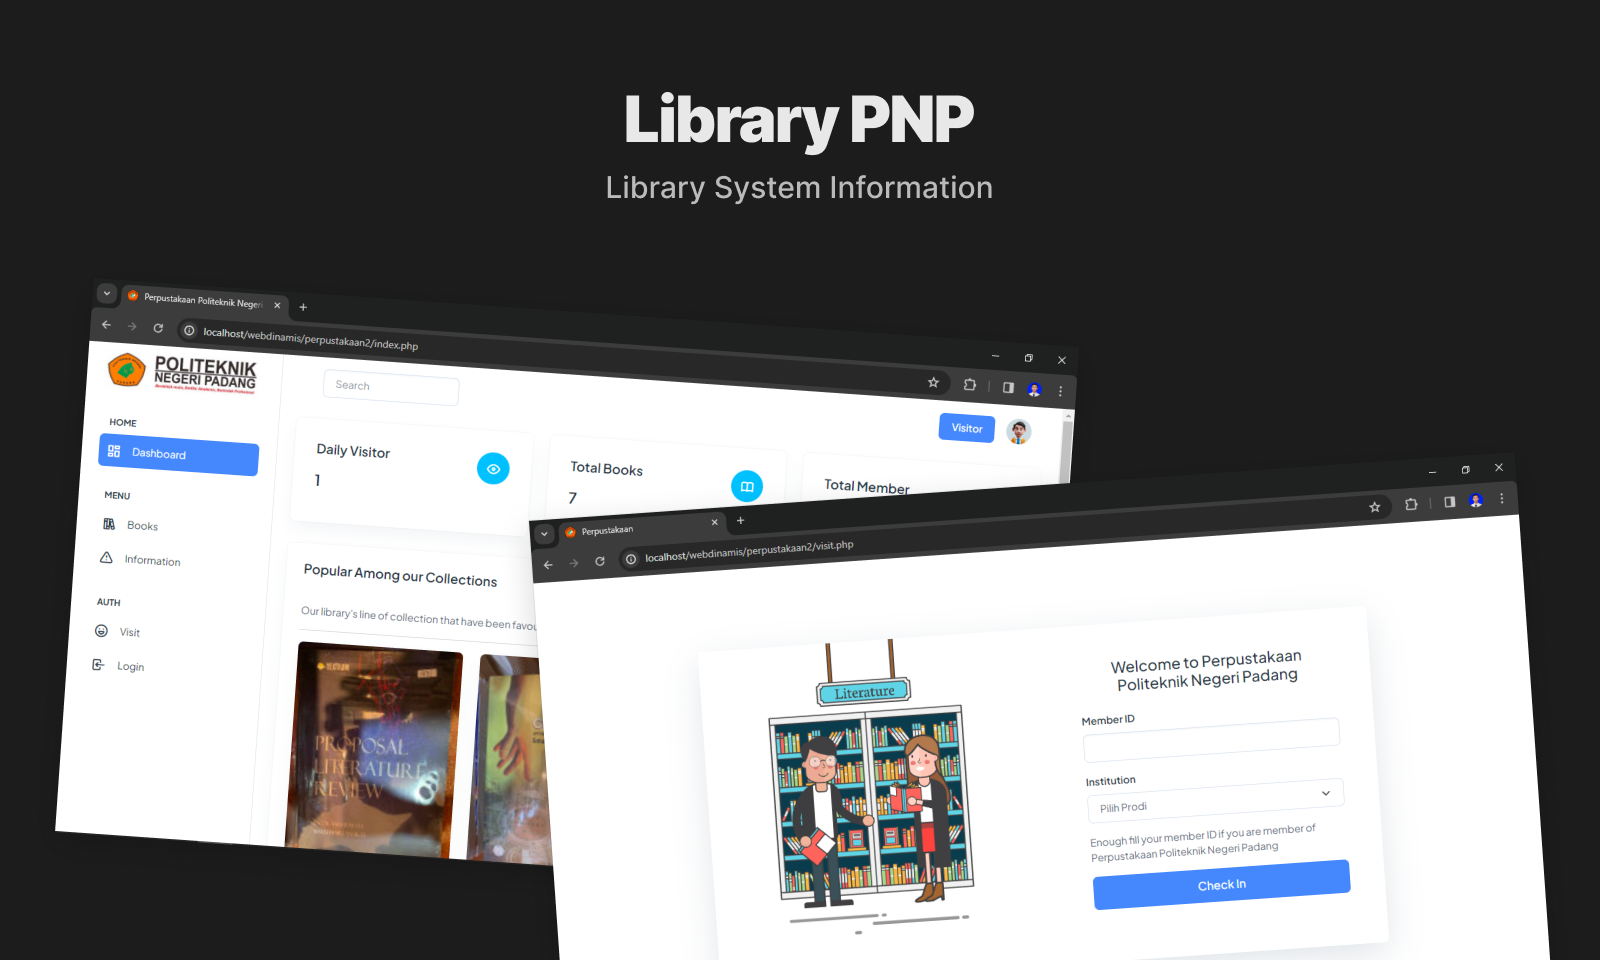 Library PNP
Library System Information
Perpustakaan Politeknik Negeri
localhost/webdinamis/perpustakaan2/index.php
POLITEKNIK
NEGERI PADANG
Search
Visitor
HOME
Dashboard
MENU
Books
Information
AUTH
Visit
Login
Daily Visitor
1
Total Books
7
Total Member
Popular Among our Collections
Our library's line of collection that have been favou
PROPOSAL
LITERATURE
REVIEW
Perpustakaan
localhost/webdinamis/perpustakaan2/visit.php
Literature
Welcome to Perpustakaan
Politeknik Negeri Padang
Member ID
Institution
Pilih Prodi
Enough fill your member ID if you are member of
Perpustakaan Politeknik Negeri Padang
Check In